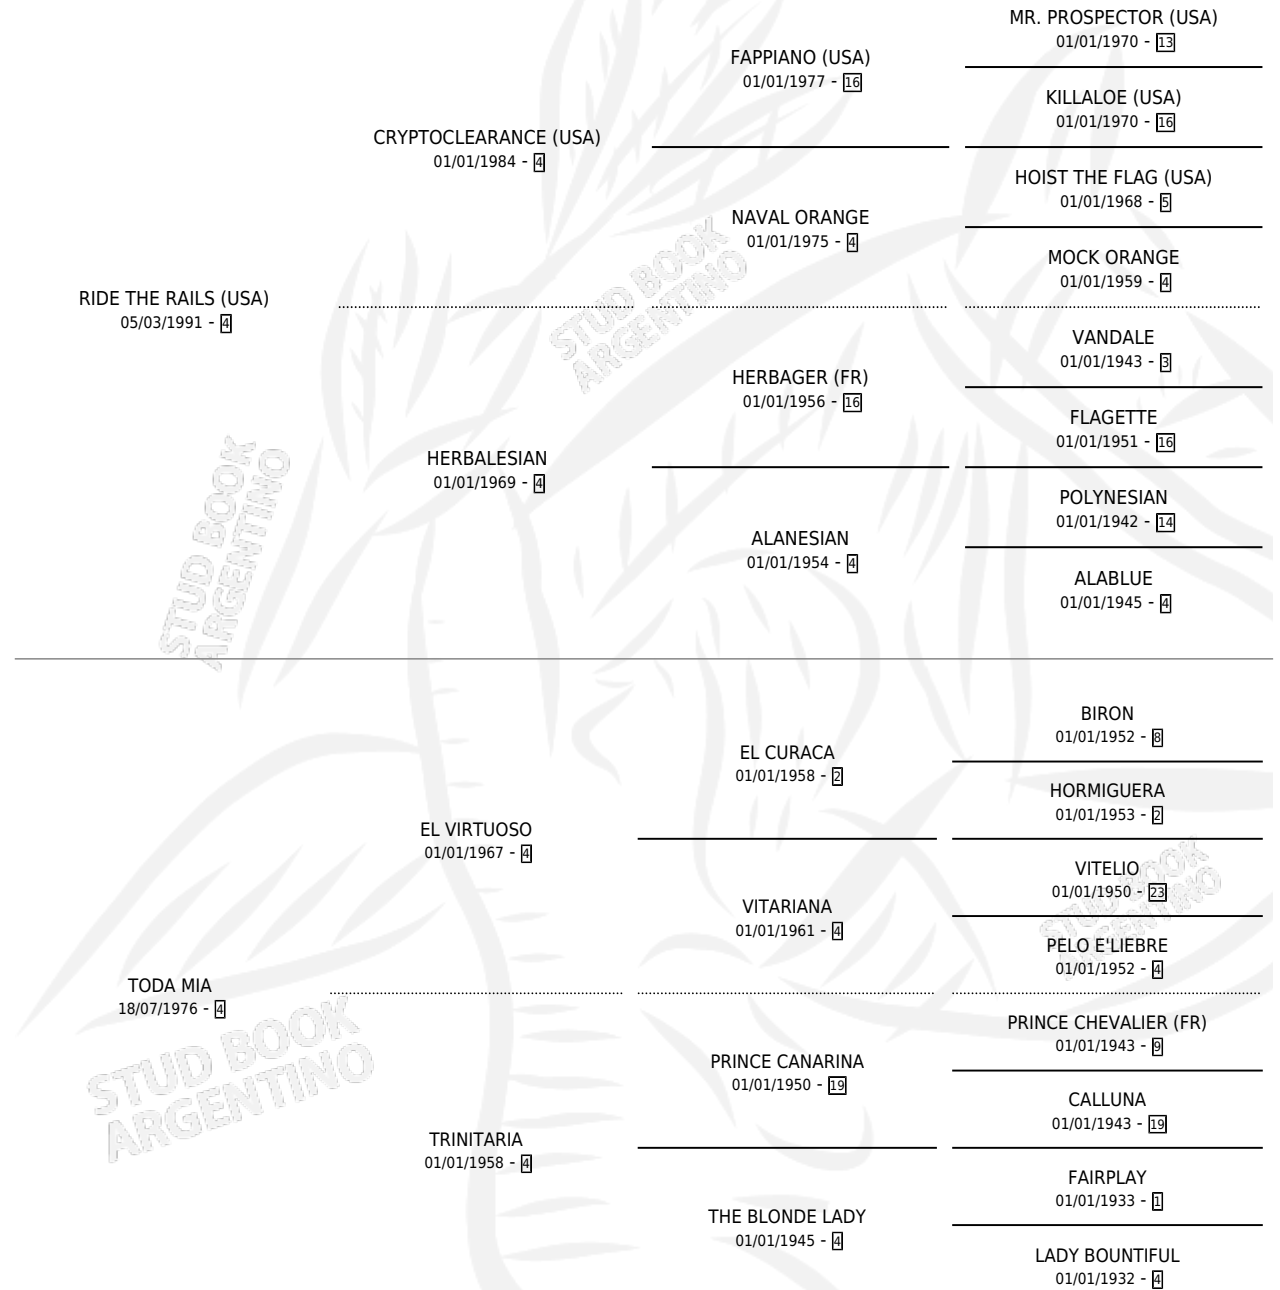 MR. PROSPECTOR (USA)
01/01/1970 - 13
FAPPIANO (USA)
01/01/1977 - 16
KILLALOE (USA)
01/01/1970 - 16
CRYPTOCLEARANCE (USA)
01/01/1984 - 4
HOIST THE FLAG (USA)
01/01/1968 - 5
NAVAL ORANGE
01/01/1975 - 4
MOCK ORANGE
01/01/1959 - 4
RIDE THE RAILS (USA)
05/03/1991 - 4
VANDALE
01/01/1943 - 3
HERBAGER (FR)
01/01/1956 - 16
FLAGETTE
01/01/1951 - 16
HERBALESIAN
01/01/1969 - 4
POLYNESIAN
01/01/1942 - 14
ALANESIAN
01/01/1954 - 4
ALABLUE
01/01/1945 - 4
BIRON
01/01/1952 - 8
EL CURACA
01/01/1958 - 2
HORMIGUERA
01/01/1953 - 2
EL VIRTUOSO
01/01/1967 - 4
VITELIO
01/01/1950 - 23
VITARIANA
01/01/1961 - 4
PELO E'LIEBRE
01/01/1952 - 4
TODA MIA
18/07/1976 - 4
PRINCE CHEVALIER (FR)
01/01/1943 - 9
PRINCE CANARINA
01/01/1950 - 19
CALLUNA
01/01/1943 - 19
TRINITARIA
01/01/1958 - 4
FAIRPLAY
01/01/1933 - 1
THE BLONDE LADY
01/01/1945 - 4
LADY BOUNTIFUL
01/01/1932 - 4
STUD BOOK
ARGENTINO
STUD BOOK
ARGENTINO
STUD BOOK
ARGENTINO
STUD BOOK
ARGENTINO